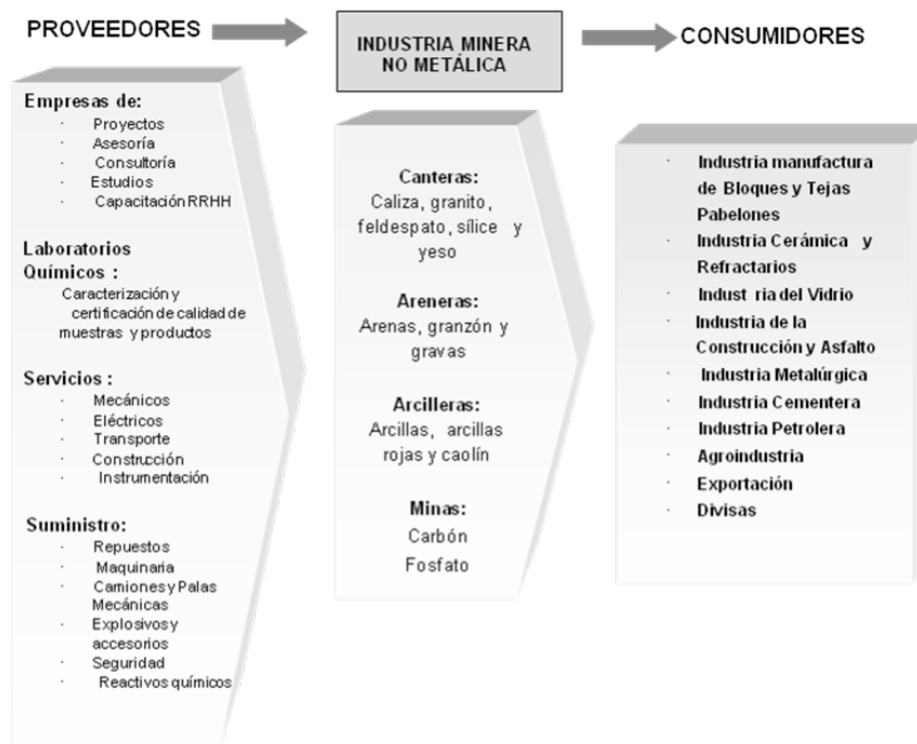 PROVEEDORES
INDUSTRIA MINERA
NO METÁLICA
CONSUMIDORES
Empresas de:
· Proyectos
· Asesoría
· Consultoría
· Estudios
· Capacitación RRHH
Laboratorios
Químicos :
Caracterización y
certificación de calidad de
muestras y productos
Servicios :
· Mecánicos
· Eléctricos
· Transporte
· Construcción
· Instrumentación
Suministro:
· Repuestos
· Maquinaria
· Camiones y Palas
Mecánicas
· Explosivos y
accesorios
· Seguridad
· Reactivos químicos
Canteras:
Caliza, granito,
feldespato, sílice y
yeso
Areneras:
Arenas, granzón y
gravas
Arcilleras:
Arcillas, arcillas
rojas y caolín
Minas:
Carbón
Fosfato
· Industria manufactura
de Bloques y Tejas
Pabelones
· Industria Cerámica y
Refractarios
· Indust ria del Vidrio
· Industria de la
Construcción y Asfalto
· Industria Metalúrgica
· Industria Cementera
· Industria Petrolera
· Agroindustria
· Exportación
· Divisas